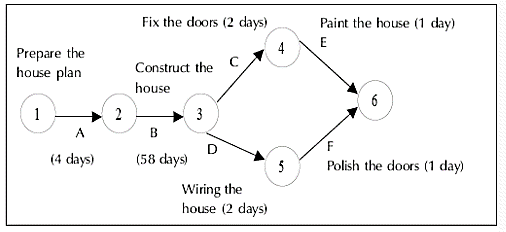 Fix the doors (2 days)
Paint the house (1 day)
Prepare the
house plan
Construct the
house
C
4
E
1
2
3
6
A
B
D
(4 days)
(58 days)
5
F
Wiring the
house (2 days)
Polish the doors (1 day)